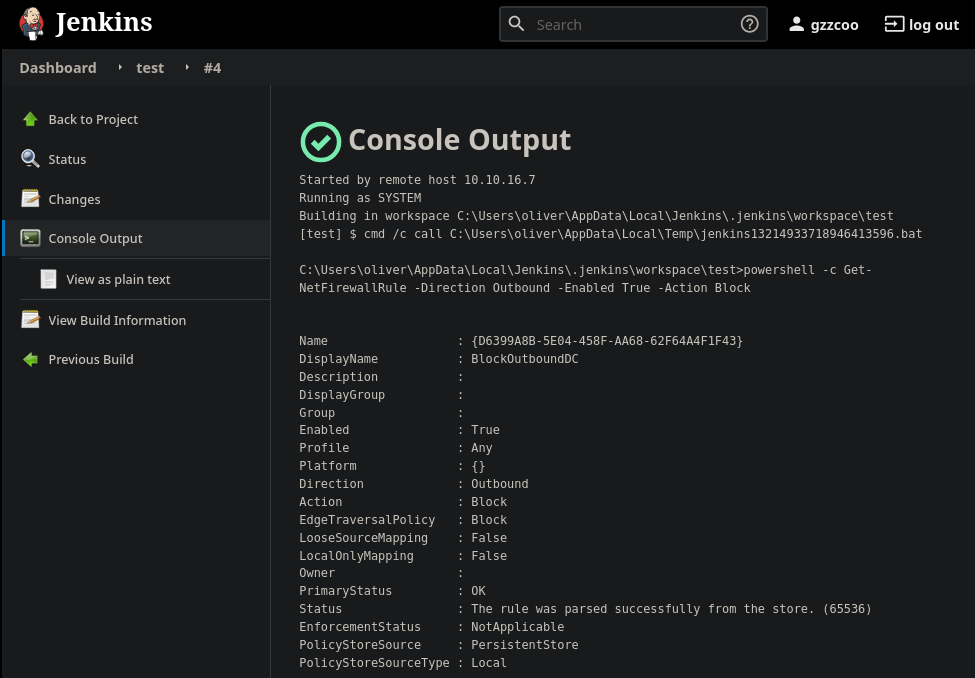 Jenkins
Search
gzzcoo
log out
Dashboard
test
#4
Back to Project
Status
Changes
Console Output
View as plain text
View Build Information
Previous Build
Console Output
Started by remote host 10.10.16.7
Running as SYSTEM
Building in workspace C:\Users\oliver\AppData\Local\Jenkins\.jenkins\workspace\test
[test] $ cmd /c call C:\Users\oliver\AppData\Local\Temp\jenkins13214933718946413596.bat
C:\Users\oliver\AppData\Local\Jenkins\.jenkins\workspace\test>powershell -c Get-
NetFirewallRule -Direction Outbound -Enabled True -Action Block
Name : {D6399A8B-5E04-458F-AA68-62F64A4F1F43}
DisplayName : BlockOutboundDC
Description :
DisplayGroup :
Group :
Enabled : True
Profile : Any
Platform : {}
Direction : Outbound
Action : Block
EdgeTraversalPolicy : Block
LooseSourceMapping : False
LocalOnlyMapping : False
Owner :
PrimaryStatus : OK
Status : The rule was parsed successfully from the store. (65536)
EnforcementStatus : NotApplicable
PolicyStoreSource : PersistentStore
PolicyStoreSourceType : Local